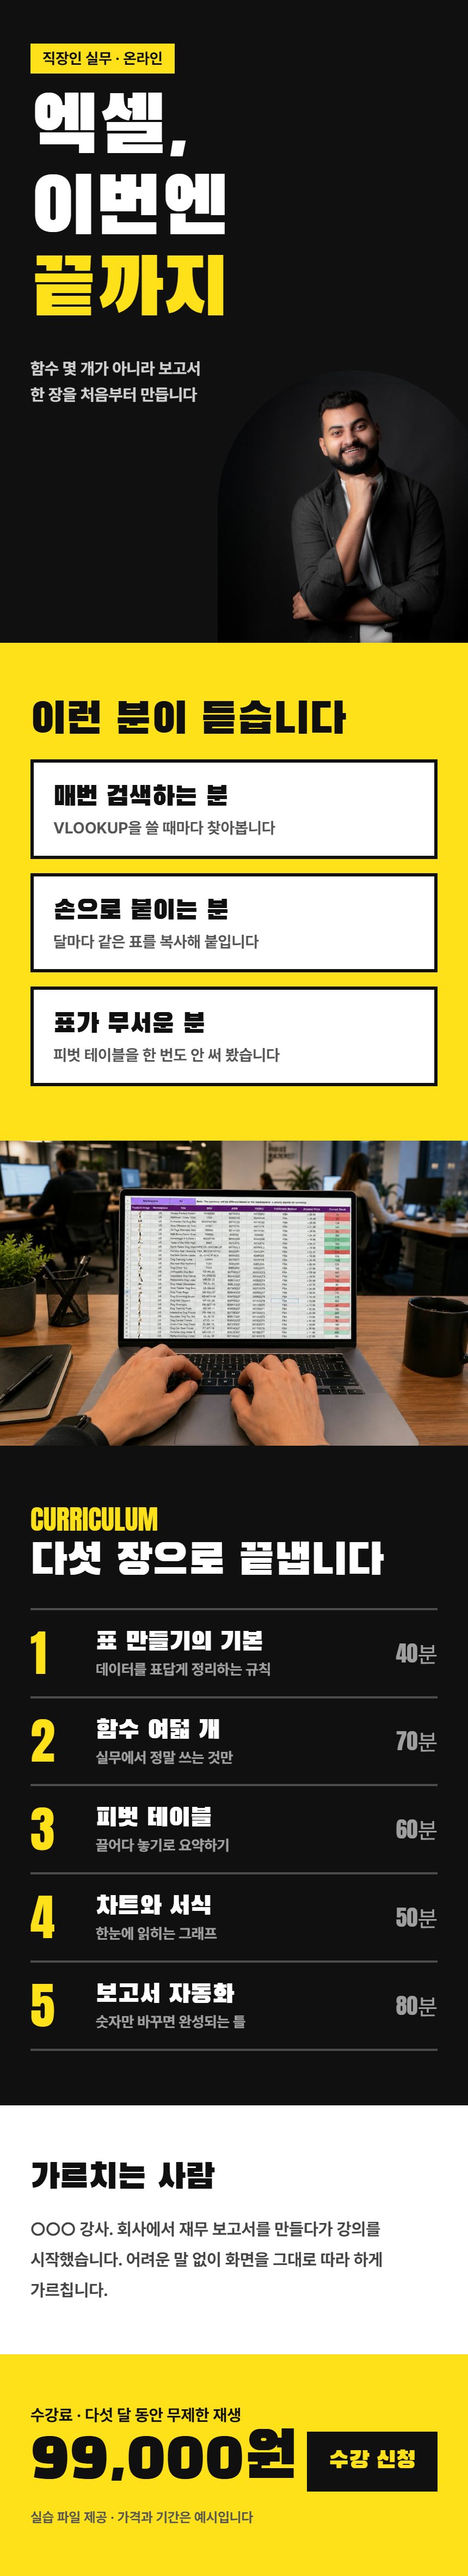 직장인 실무 · 온라인
엑셀,
이번엔
끝까지
함수 몇 개가 아니라 보고서
한 장을 처음부터 만듭니다
이런 분이 듣습니다
매번 검색하는 분
VLOOKUP을 쓸 때마다 찾아봅니다
손으로 붙이는 분
달마다 같은 표를 복사해 붙입니다
표가 무서운 분
피벗 테이블을 한 번도 안 써 봤습니다
CURRICULUM
다섯 장으로 끝냅니다
1
표 만들기의 기본
데이터를 표답게 정리하는 규칙
40분
2
함수 여덟 개
실무에서 정말 쓰는 것만
70분
3
피벗 테이블
끌어다 놓기로 요약하기
60분
4
차트와 서식
한눈에 읽히는 그래프
50분
5
보고서 자동화
숫자만 바꾸면 완성되는 틀
80분
가르치는 사람
〇〇〇 강사. 회사에서 재무 보고서를 만들다가 강의를
시작했습니다. 어려운 말 없이 화면을 그대로 따라 하게
가르칩니다.
수강료 · 다섯 달 동안 무제한 재생
99,000원
수강 신청
실습 파일 제공 · 가격과 기간은 예시입니다